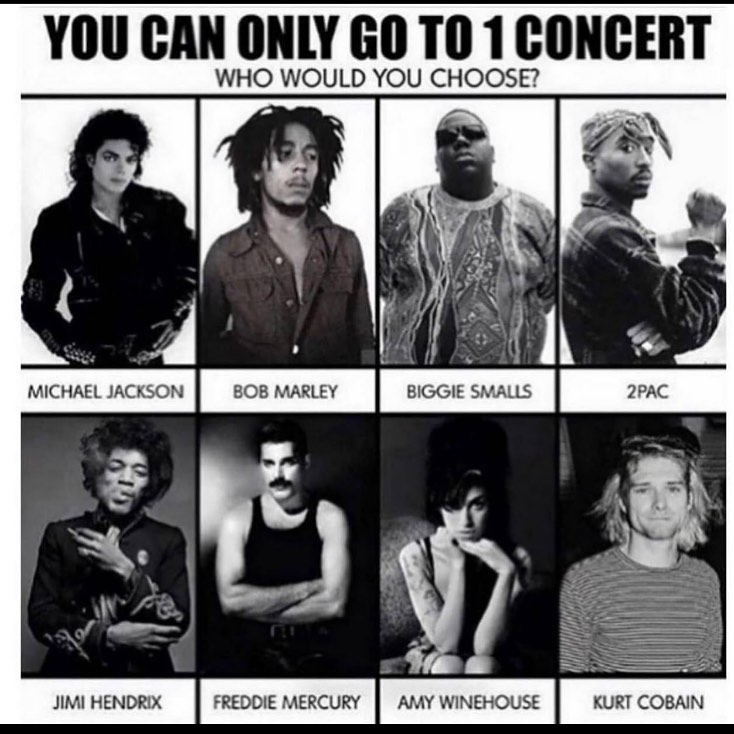 YOU CAN ONLY GO TO 1 CONCERT
WHO WOULD YOU CHOOSE?
MICHAEL JACKSON
BOB MARLEY
BIGGIE SMALLS
2PAC
JIMI HENDRIX
FREDDIE MERCURY
AMY WINEHOUSE
KURT COBAIN